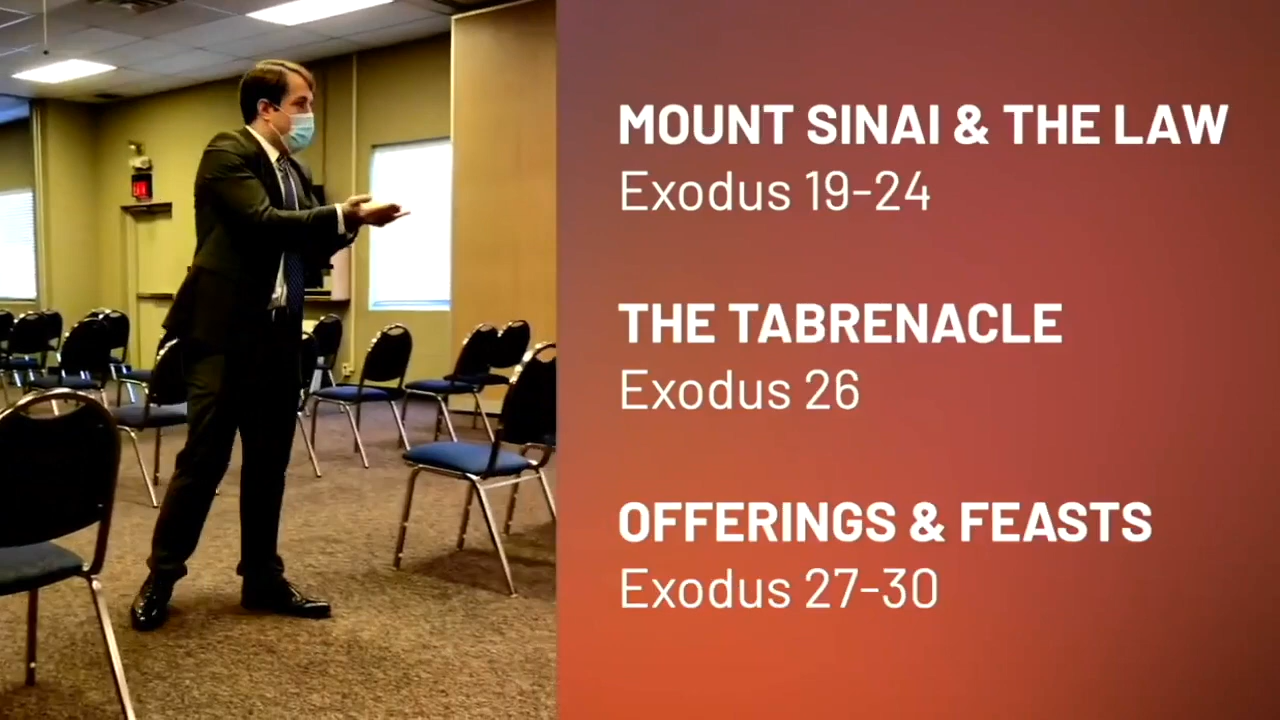 MOUNT SINAI & THE LAW
Exodus 19-24
THE TABRENACLE
Exodus 26
OFFERINGS & FEASTS
Exodus 27-30